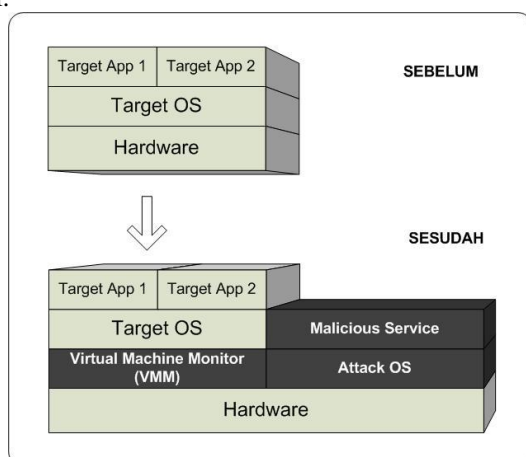 Target App 1
Target App 2
SEBELUM
Target OS
Hardware
SESUDAH
Target App 1
Target App 2
Target OS
Malicious Service
Virtual Machine Monitor
(VMM)
Attack OS
Hardware